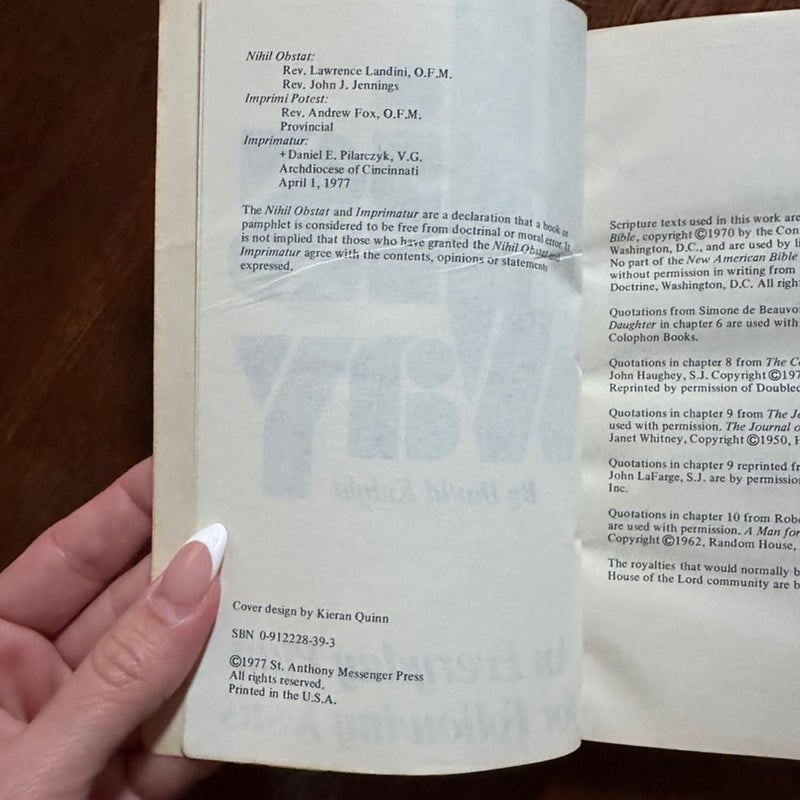 Nihil Obstat:
Rev. Lawrence Landini, O.F.M.
Rev. John J. Jennings
Imprimi Potest:
Rev. Andrew Fox, O.F.M.
Provincial
Imprimatur:
+Daniel E. Pilarczyk, V.G.
Archdiocese of Cincinnati
April 1, 1977
The Nihil Obstat and Imprimatur are a declaration that a book or
pamphlet is considered to be free from doctrinal or moral error. It
is not implied that those who have granted the Nihil Obstat and
Imprimatur agree with the contents, opinions or statements
expressed.
Cover design by Kieran Quinn
SBN 0-912228-39-3
©1977 St. Anthony Messenger Press
All rights reserved.
Printed in the U.S.A.
Scripture texts used in this work are
Bible, copyright ©1970 by the Con
Washington, D.C., and are used by li
No part of the New American Bible
without permission in writing from
Doctrine, Washington, D.C. All righ
Quotations from Simone de Beauvo
Daughter in chapter 6 are used with
Colophon Books.
Quotations in chapter 8 from The Co
John Haughey, S.J. Copyright ©197
Reprinted by permission of Doubled
Quotations in chapter 9 from The Jo
used with permission. The Journal o
Janet Whitney, Copyright ©1950, H
Quotations in chapter 9 reprinted f
John LaFarge, S.J. are by permissio
Inc.
Quotations in chapter 10 from Robe
are used with permission. A Man for
Copyright ©1962, Random House,
The royalties that would normally b
House of the Lord community are b